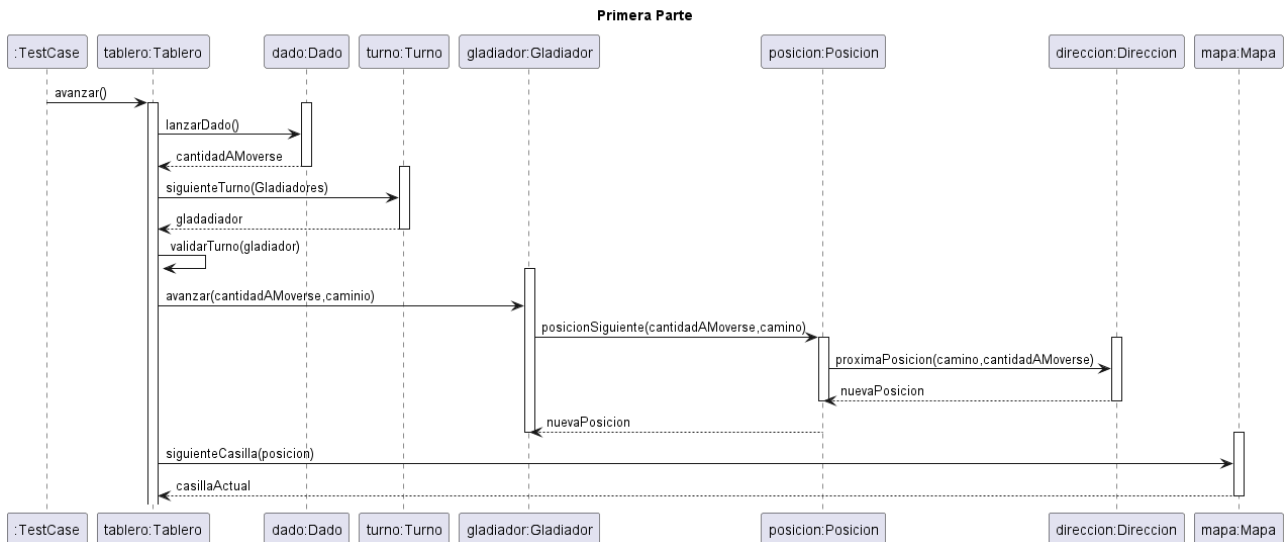 Primera Parte
:TestCase
tablero:Tablero
dado:Dado
turno:Turno
gladiador:Gladiador
posicion:Posicion
direccion:Direccion
mapa:Mapa
avanzar()
lanzarDado()
cantidadAMoverse
siguienteTurno(Gladiadores)
gladadiador
validarTurno(gladiador)
avanzar(cantidadAMoverse,caminio)
posicionSiguiente(cantidadAMoverse,camino)
proximaPosicion(camino,cantidadAMoverse)
nuevaPosicion
nuevaPosicion
siguienteCasilla(posicion)
casillaActual
:TestCase
tablero:Tablero
dado:Dado
turno:Turno
gladiador:Gladiador
posicion:Posicion
direccion:Direccion
mapa:Mapa